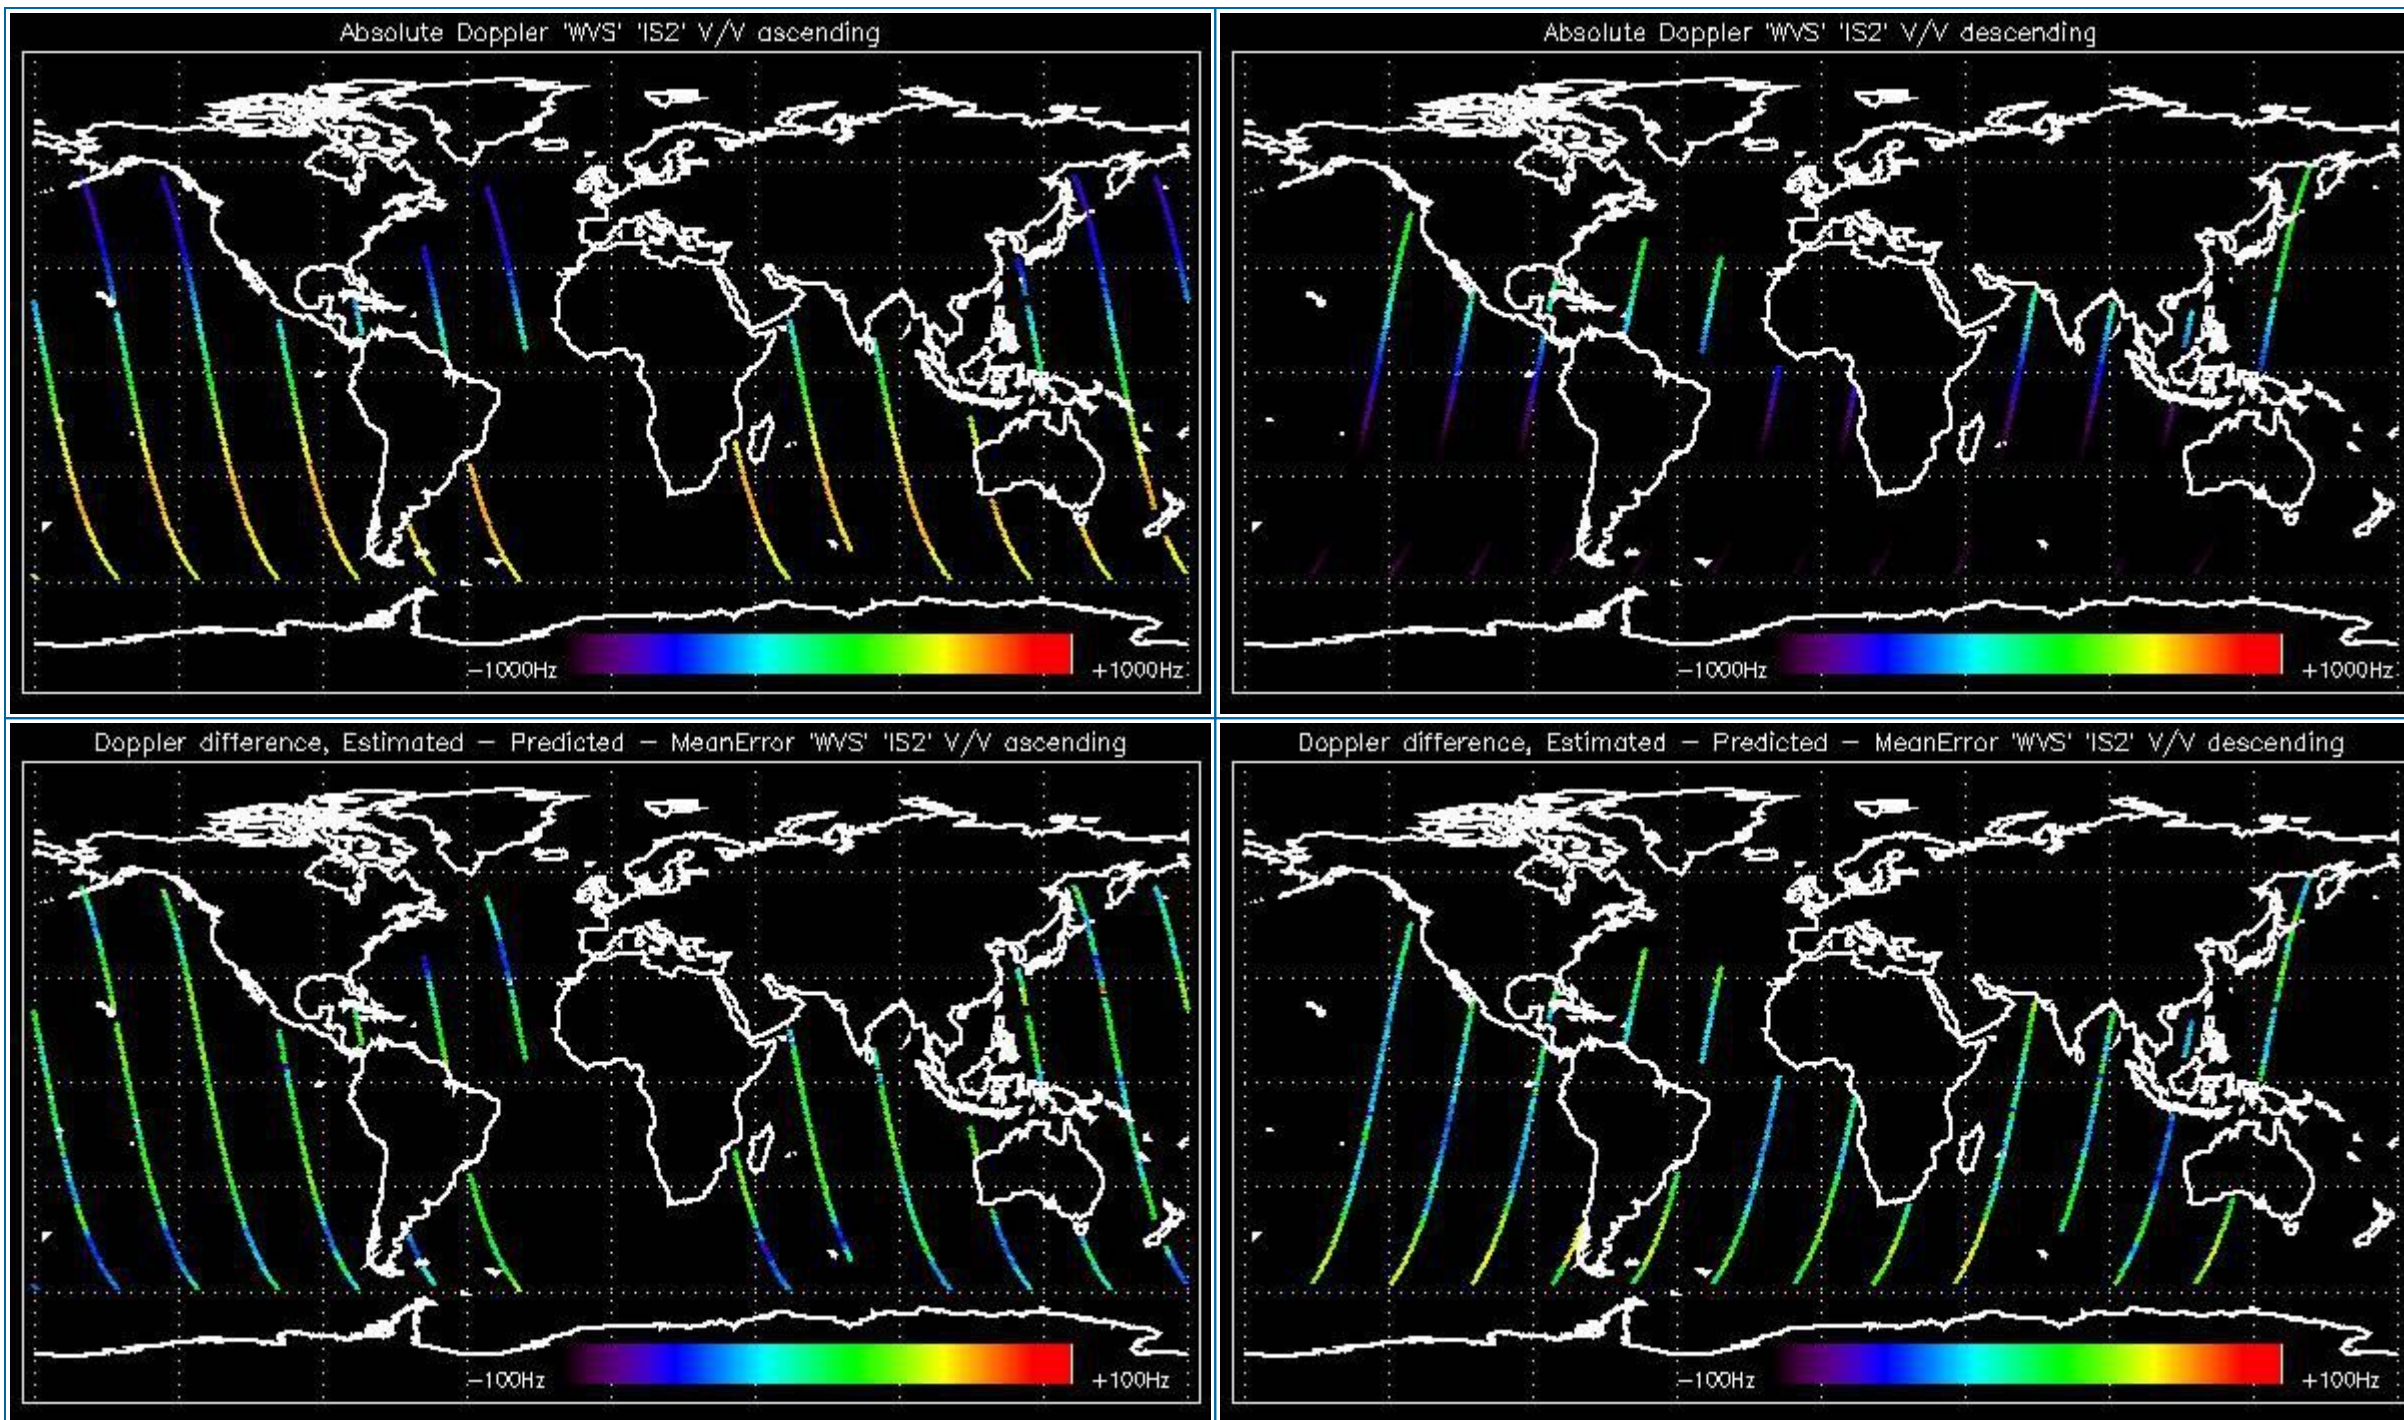 Absolute Doppler 'WVS' 'IS2' V/V ascending
-1000Hz
+1000Hz
Absolute Doppler 'WVS' 'IS2' V/V descending
-1000Hz
+1000Hz
Doppler difference, Estimated - Predicted - MeanError 'WVS' 'IS2' V/V ascending
-100Hz
+100Hz
Doppler difference, Estimated - Predicted - MeanError 'WVS' 'IS2' V/V descending
-100Hz
+100Hz